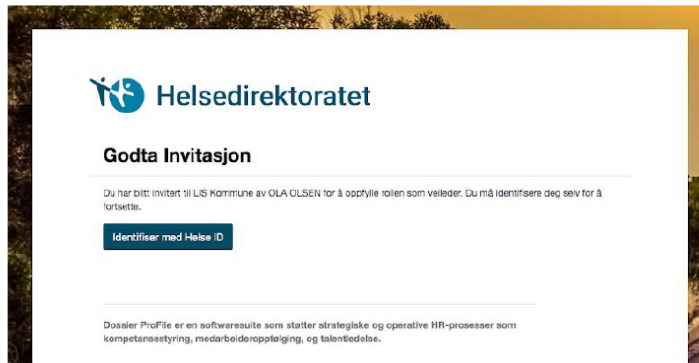 Helsedirektoratet
Godta Invitasjon
Du har blitt invitert til LIS Kommune av OLA OLSEN for å oppfylle rollen som veileder. Du må identifisere deg selv for å
fortsette.
Identifiser med Helse ID
Dossier ProFile er en softwaresuite som støtter strategiske og operative HR-prosesser som
kompetansestyring, medarbeideroppfølging, og talentledelse.